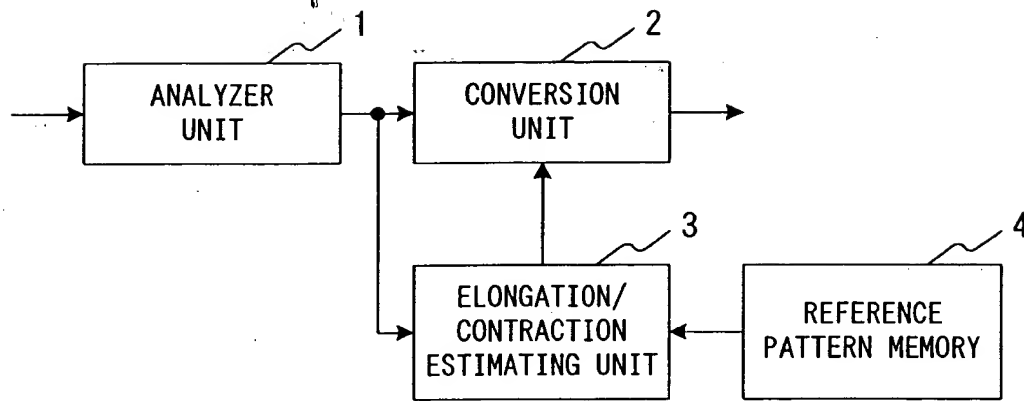 1
ANALYZER
UNIT
2
CONVERSION
UNIT
3
ELONGATION/
CONTRACTION
ESTIMATING UNIT
4
REFERENCE
PATTERN MEMORY